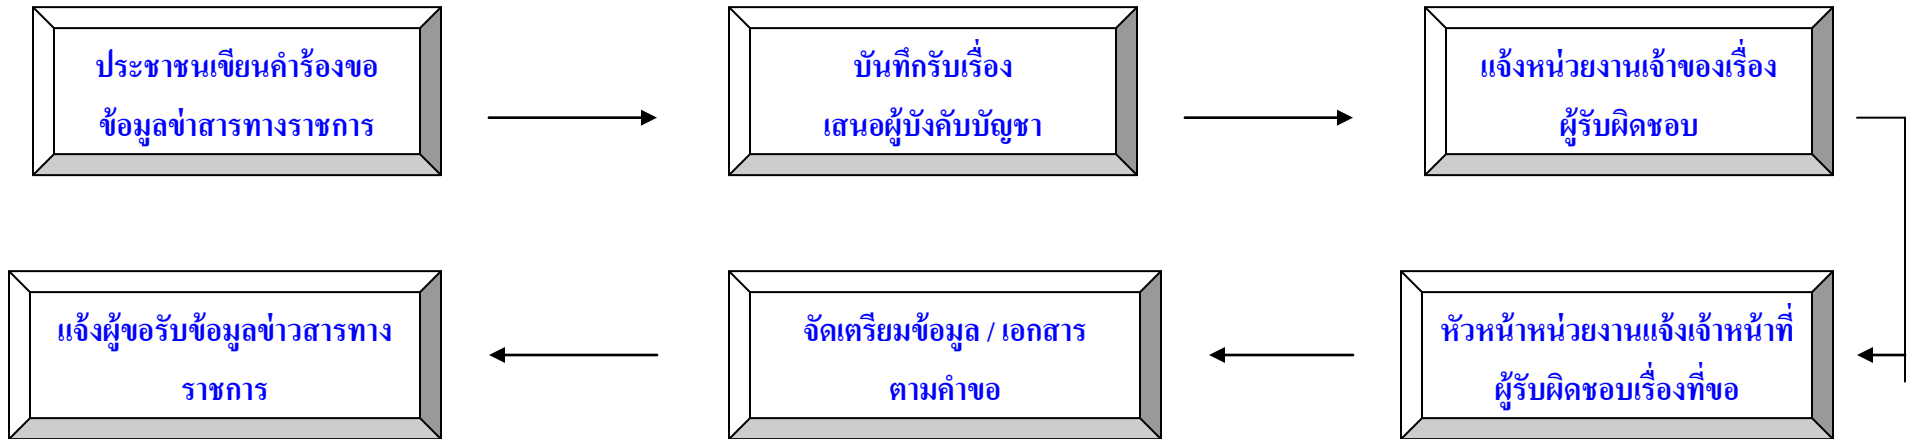 ประชาชนเขียนคำร้องขอ
ข้อมูลข่าสารทางราชการ
บันทึกรับเรื่อง
เสนอผู้บังคับบัญชา
แจ้งหน่วยงานเจ้าของเรื่อง
ผู้รับผิดชอบ
หัวหน้าหน่วยงานแจ้งเจ้าหน้าที่
ผู้รับผิดชอบเรื่องที่ขอ
จัดเตรียมข้อมูล / เอกสาร
ตามคำขอ
แจ้งผู้ขอรับข้อมูลข่าวสารทาง
ราชการ